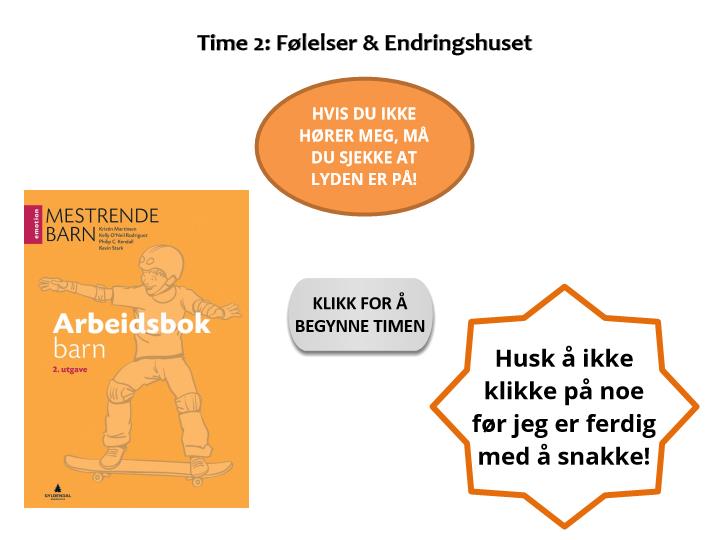 Time 2: Følelser & Endringshuset
HVIS DU IKKE
HØRER MEG, MÅ
DU SJEKKE AT
LYDEN ER PÅ!
emotion
MESTRENDE
BARN
Kristin Martinsen
Kelly O'Neil Rodriguez
Philip C. Kendall
Kevin Stark
Arbeidsbok
barn
2. utgave
GYLDENDAL
KLIKK FOR Å
BEGYNNE TIMEN
Husk å ikke
klikke på noe
før jeg er ferdig
med å snakke!